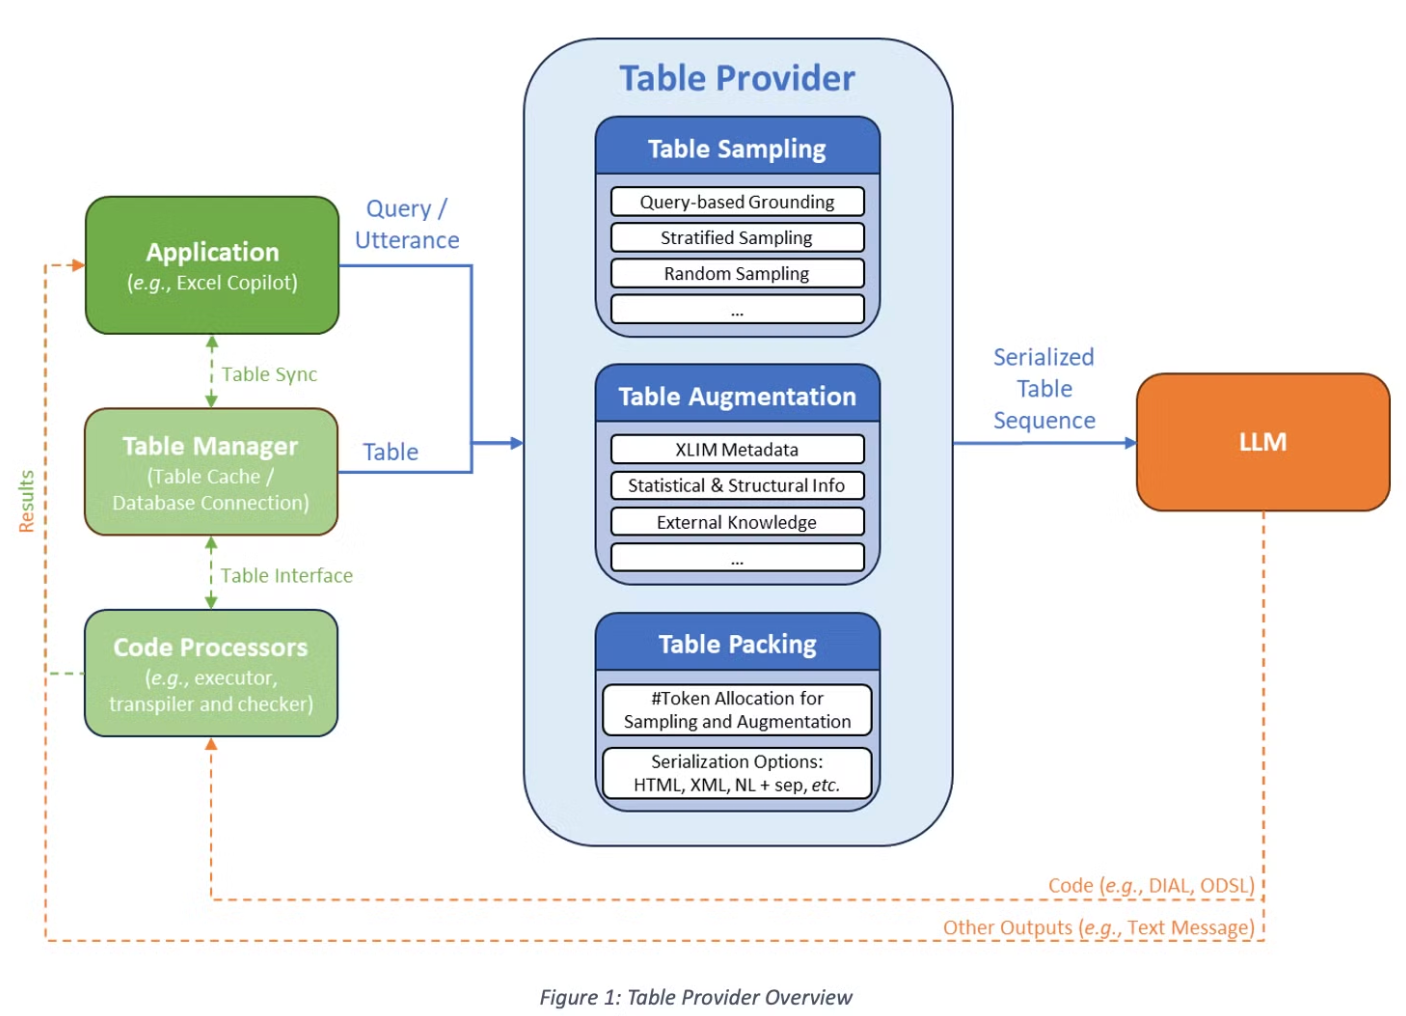 Table Provider
Table Sampling
Query-based Grounding
Stratified Sampling
Random Sampling
...
Table Augmentation
XLIM Metadata
Statistical & Structural Info
External Knowledge
...
Table Packing
#Token Allocation for
Sampling and Augmentation
Serialization Options:
HTML, XML, NL + sep, etc.
Application
(e.g., Excel Copilot)
Query /
Utterance
Table Sync
Table Manager
(Table Cache /
Database Connection)
Table
Table Interface
Code Processors
(e.g., executor,
transpiler and checker)
Results
Serialized
Table
Sequence
LLM
Code (e.g., DIAL, ODSL)
Other Outputs (e.g., Text Message)
Figure 1: Table Provider Overview